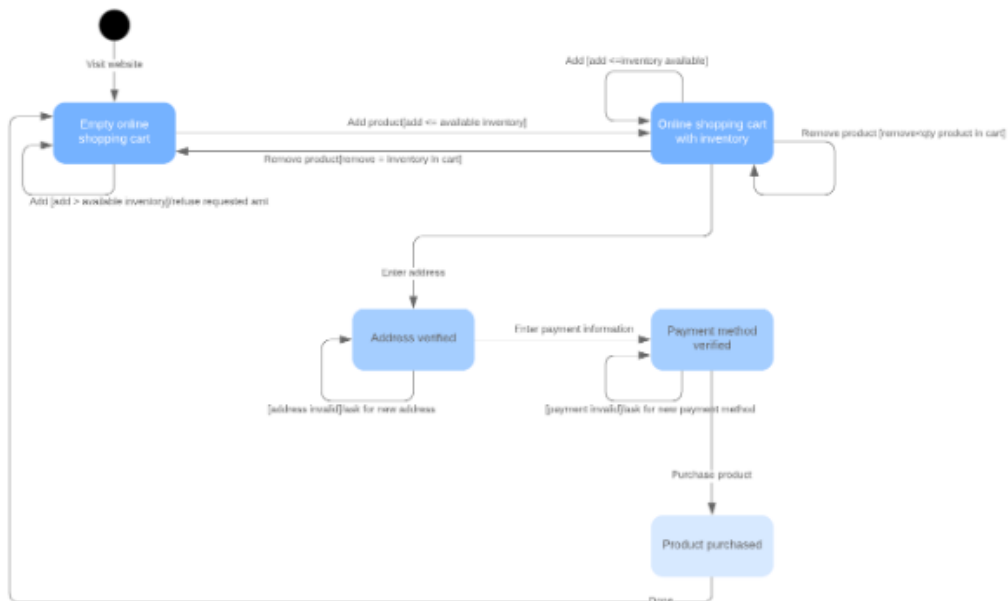 Visit website
Add [add <=inventory available]
Empty online
shopping cart
Add product[add <= available inventory]
Online shopping cart
with inventory
Remove product [remove<qty product in cart]
Remove product[remove = inventory in cart]
Add [add > available inventory]/refuse requested amt
Enter address
Address verified
Enter payment information
Payment method
verified
[address invalid]/ask for new address
[payment invalid]/ask for new payment method
Purchase product
Product purchased